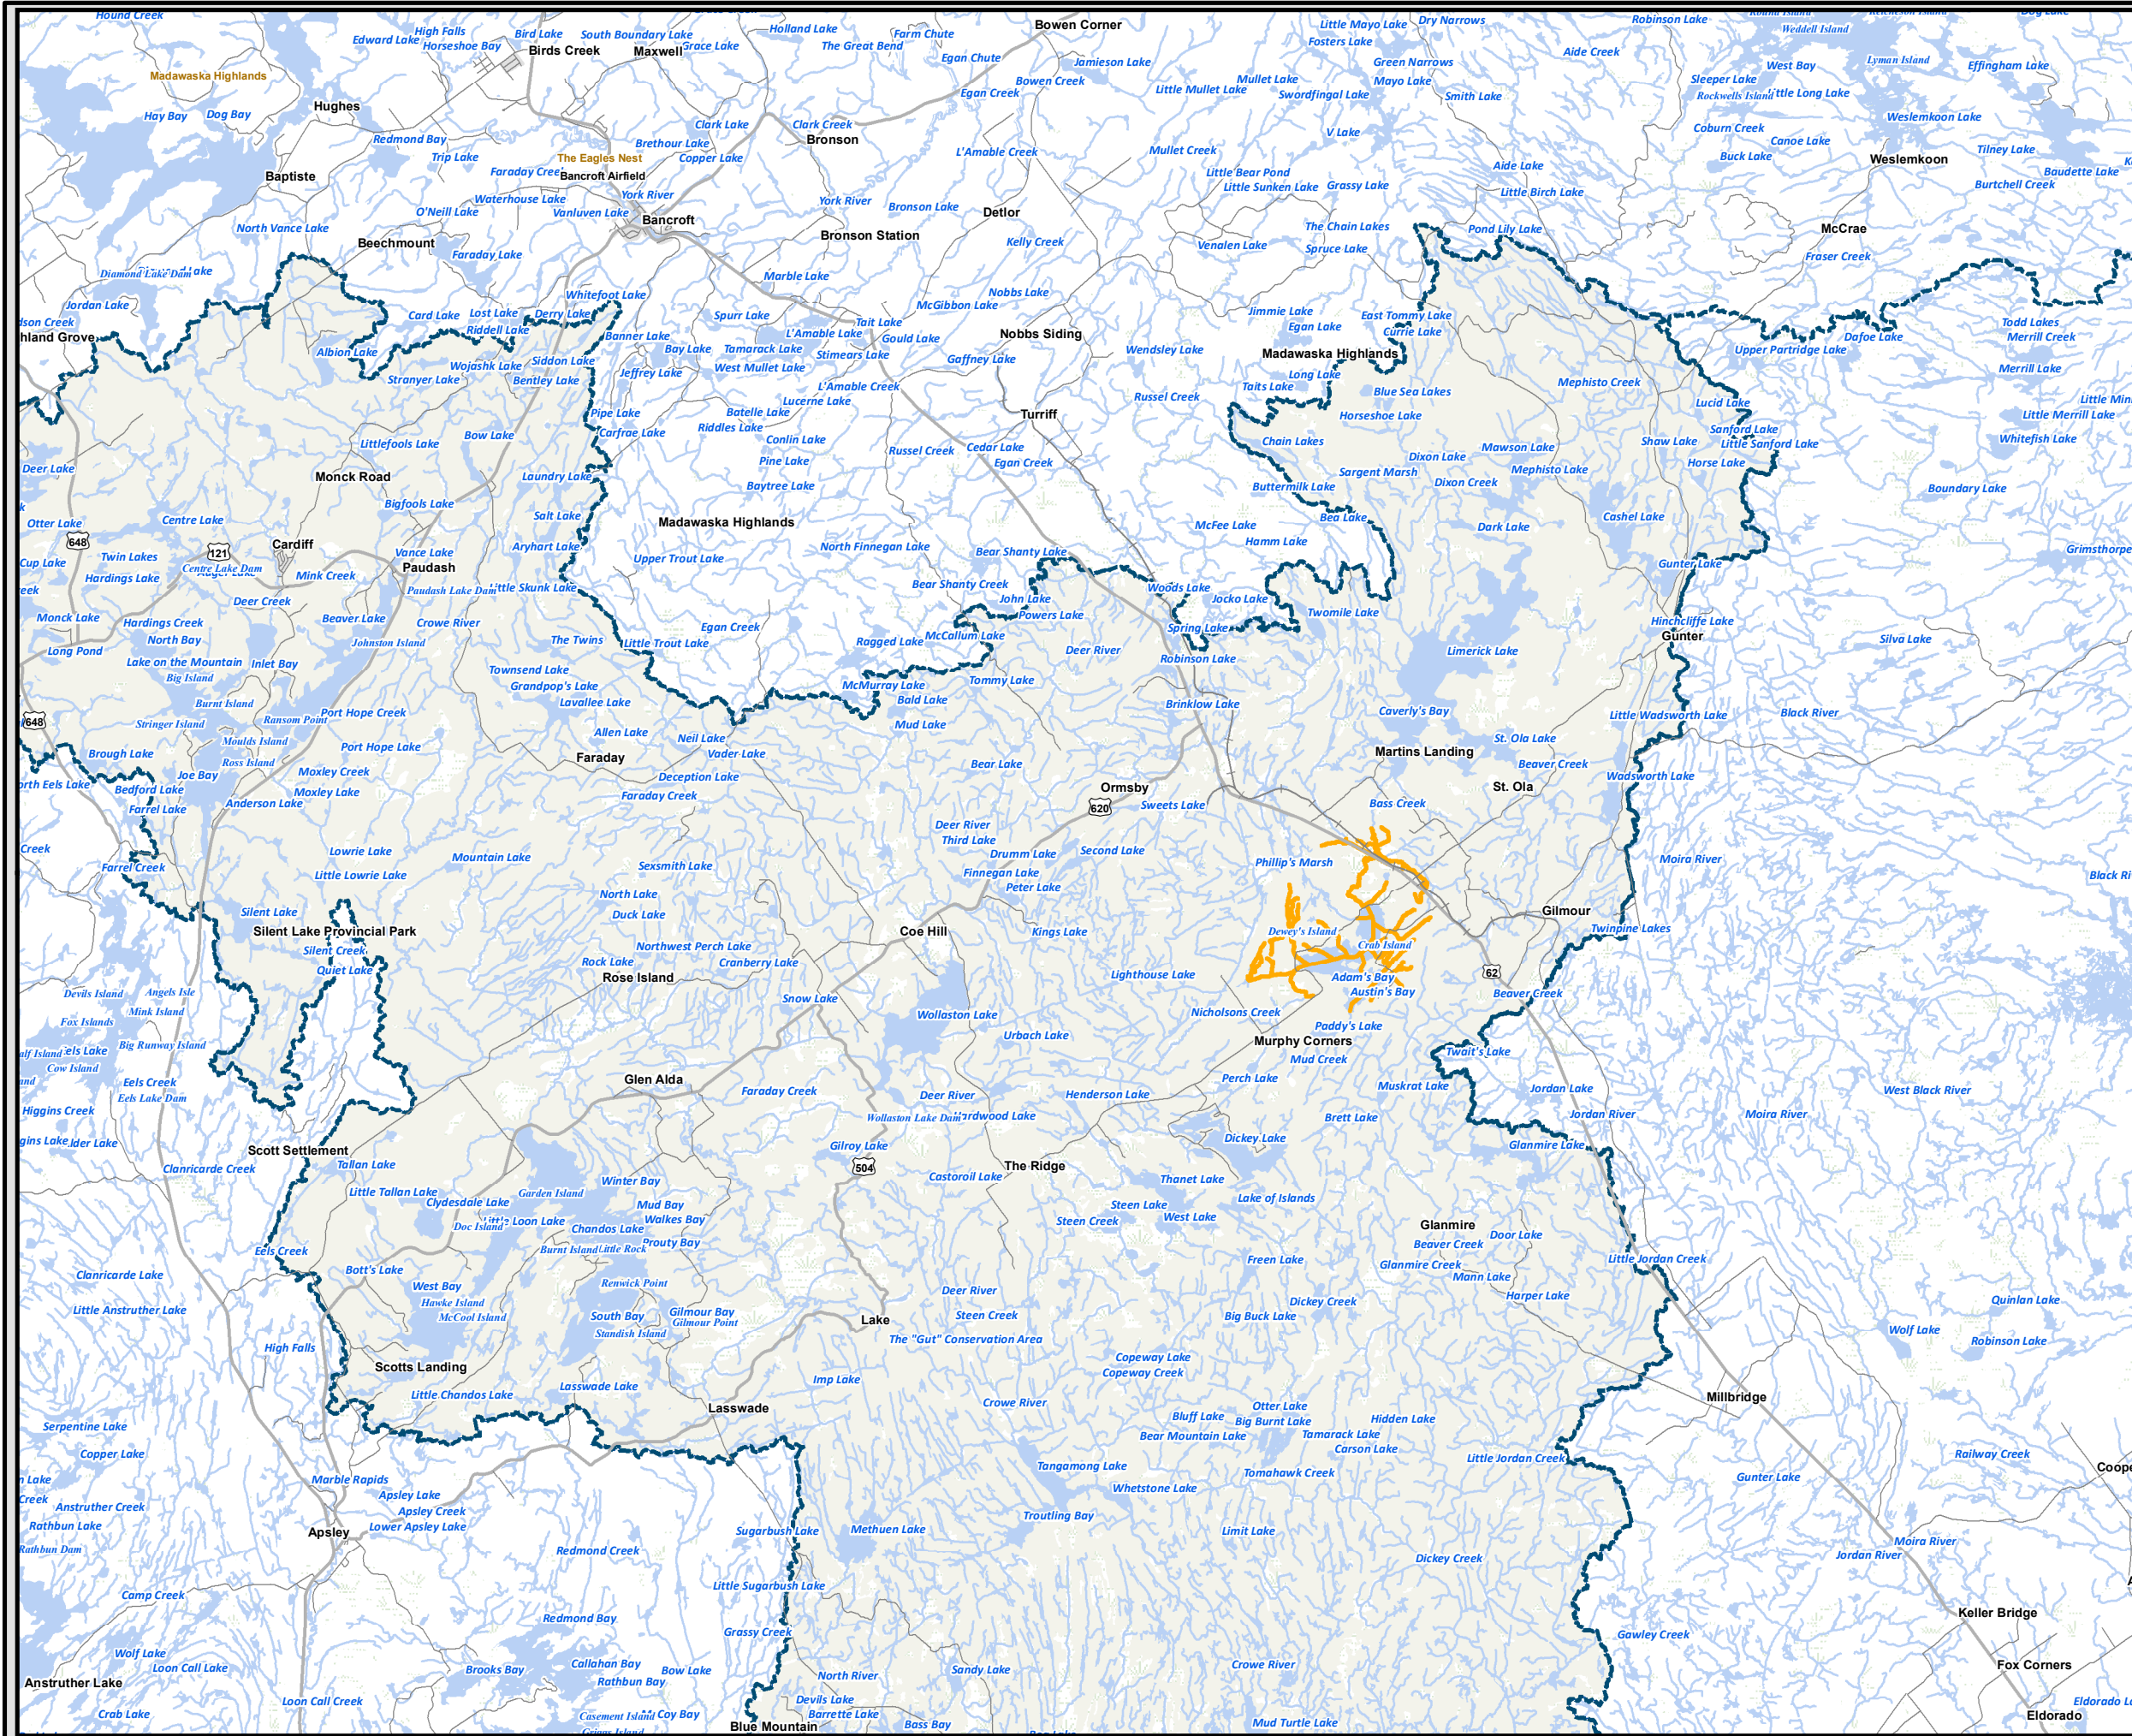 Hound Creek
High Falls
Edward Lake
Horseshoe Bay
Bird Lake
South Boundary Lake
Birds Creek
Maxwell
Grace Lake
Holland Lake
The Great Bend
Farm Chute
Egan Chute
Bowen Corner
Jamieson Lake
Bowen Creek
Egan Creek
Little Mayo Lake
Dry Narrows
Fosters Lake
Green Narrows
Mullet Lake
Mayo Lake
Little Mullet Lake
Swordfingal Lake
Smith Lake
Robinson Lake
Aide Creek
Weddell Island
West Bay
Lyman Island
Effingham Lake
Sleeper Lake
Rockwells Island
Little Long Lake
Madawaska Highlands
Hay Bay
Dog Bay
Hughes
Redmond Bay
Trip Lake
Baptiste
Clark Lake
Clark Creek
Bronson
Brethour Lake
Copper Lake
The Eagles Nest
Bancroft Airfield
Faraday Creek
York River
Waterhouse Lake
O'Neill Lake
Vanluven Lake
Bancroft
North Vance Lake
Beechmount
Faraday Lake
York River
Bronson Lake
Bronson Station
L'Amable Creek
Detlor
Kelly Creek
Mullet Creek
V Lake
Little Bear Pond
Little Sunken Lake
Grassy Lake
The Chain Lakes
Venalen Lake
Spruce Lake
Aide Lake
Little Birch Lake
Pond Lily Lake
Coburn Creek
Canoe Lake
Buck Lake
Weslemkoon Lake
Weslemkoon
Tilney Lake
Baudette Lake
Burtchell Creek
McCrae
Fraser Creek
Diamond Lake Dam
Jordan Lake
Card Lake
Lost Lake
Riddell Lake
Derry Lake
Whitefoot Lake
Banner Lake
Albion Lake
Wojashk Lake
Stranyer Lake
Siddon Lake
Bentley Lake
Jeffrey Lake
Bay Lake
Spurr Lake
Marble Lake
Tamarack Lake
West Mullet Lake
L'Amable Lake
Tait Lake
Stimears Lake
Gould Lake
McGibbon Lake
Nobbs Lake
Nobbs Siding
Gaffney Lake
L'Amable Creek
Lucerne Lake
Batelle Lake
Riddles Lake
Pipe Lake
Carfrae Lake
Conlin Lake
Pine Lake
Baytree Lake
Russel Creek
Cedar Lake
Egan Creek
Turriff
Wendsley Lake
Russel Creek
Jimmie Lake
Egan Lake
East Tommy Lake
Currie Lake
Madawaska Highlands
Long Lake
Taits Lake
Blue Sea Lakes
Horseshoe Lake
Chain Lakes
Sargent Marsh
Buttermilk Lake
Bea Lake
Dixon Lake
Dixon Creek
Mawson Lake
Mephisto Lake
Mephisto Creek
Dark Lake
Cashel Lake
Shaw Lake
Lucid Lake
Sanford Lake
Little Sanford Lake
Horse Lake
Upper Partridge Lake
Dafoe Lake
Todd Lakes
Merrill Creek
Merrill Lake
Little Merrill Lake
Whitefish Lake
Boundary Lake
Littlefools Lake
Bow Lake
Monck Road
Laundry Lake
Bigfools Lake
Salt Lake
Deer Lake
Otter Lake
648
Centre Lake
121
Cardiff
Twin Lakes
Centre Lake Dam
Cup Lake
Hardings Lake
Mink Creek
Vance Lake
Paudash
Aryhart Lake
Paudash Lake Dam
Little Skunk Lake
Deer Creek
Beaver Lake
Crowe River
Monck Lake
Hardings Creek
North Bay
Johnston Island
Long Pond
Lake on the Mountain
Inlet Bay
Big Island
Burnt Island
Madawaska Highlands
Upper Trout Lake
North Finnegan Lake
Bear Shanty Lake
Bear Shanty Creek
John Lake
Powers Lake
McCallum Lake
Ragged Lake
Egan Creek
The Twins
Little Trout Lake
Townsend Lake
Grandpop's Lake
Lavallee Lake
McMurray Lake
Bald Lake
Tommy Lake
Mud Lake
McFee Lake
Hamm Lake
Woods Lake
Jocko Lake
Spring Lake
Twomile Lake
Deer River
Robinson Lake
Brinklow Lake
Limerick Lake
Caverly's Bay
Gunter Lake
Hinchcliffe Lake
Gunter
Silva Lake
Little Wadsworth Lake
Black River
648
Stringer Island
Ransom Point
Port Hope Creek
Moulds Island
Ross Island
Port Hope Lake
Brough Lake
Joe Bay
Moxley Creek
Moxley Lake
Bedford Lake
Farrel Lake
Anderson Lake
Allen Lake
Neil Lake
Vader Lake
Faraday
Deception Lake
Faraday Creek
Bear Lake
Ormsby
620
Sweets Lake
Martins Landing
St. Ola Lake
Beaver Creek
St. Ola
Wadsworth Lake
Bass Creek
Farrel Creek
Lowrie Lake
Little Lowrie Lake
Mountain Lake
Sexsmith Lake
North Lake
Duck Lake
Deer River
Third Lake
Drumm Lake
Second Lake
Finnegan Lake
Peter Lake
Phillip's Marsh
Moira River
Silent Lake
Silent Lake Provincial Park
Silent Creek
Quiet Lake
Northwest Perch Lake
Rock Lake
Cranberry Lake
Rose Island
Coe Hill
Kings Lake
Dewey's Island
Crab Island
Gilmour
Twinpine Lakes
Lighthouse Lake
Adam's Bay
Austin's Bay
62
Beaver Creek
Devils Island
Angels Isle
Mink Island
Fox Islands
Big Runway Island
Cow Island
Snow Lake
Wollaston Lake
Urbach Lake
Nicholsons Creek
Paddy's Lake
Murphy Corners
Mud Creek
Twait's Lake
Eels Creek
Eels Lake Dam
Higgins Creek
Glen Alda
Faraday Creek
Deer River
Wollaston Lake Dam
Hardwood Lake
Henderson Lake
Perch Lake
Muskrat Lake
Brett Lake
Jordan Lake
Jordan River
Moira River
West Black River
Scott Settlement
Clanricarde Creek
Tallan Lake
Gilroy Lake
504
Castoroil Lake
The Ridge
Dickey Lake
Thanet Lake
Glanmire Lake
Little Tallan Lake
Clydesdale Lake
Garden Island
Winter Bay
Mud Bay
Walkes Bay
Doc Island
Little Loon Lake
Chandos Lake
Prouty Bay
Burnt Island
Little Rock
Steen Lake
West Lake
Steen Creek
Lake of Islands
Glanmire
Beaver Creek
Door Lake
Little Jordan Creek
Eels Creek
Bott's Lake
Clanricarde Lake
West Bay
Hawke Island
McCool Island
Renwick Point
South Bay
Standish Island
Gilmour Bay
Gilmour Point
Freen Lake
Glanmire Creek
Mann Lake
Harper Lake
Little Anstruther Lake
Deer River
Steen Creek
Lake
The "Gut" Conservation Area
Dickey Creek
Big Buck Lake
Quinlan Lake
Wolf Lake
Robinson Lake
High Falls
Scotts Landing
Little Chandos Lake
Lasswade Lake
Imp Lake
Copeway Lake
Copeway Creek
Lasswade
Crowe River
Bluff Lake
Otter Lake
Big Burnt Lake
Bear Mountain Lake
Tamarack Lake
Carson Lake
Hidden Lake
Millbridge
Serpentine Lake
Copper Lake
Marble Rapids
Apsley Lake
Apsley Creek
Lower Apsley Lake
Apsley
Anstruther Creek
Rathbun Lake
Rathbun Dam
Tangamong Lake
Whetstone Lake
Tomahawk Creek
Little Jordan Creek
Gunter Lake
Railway Creek
Troutling Bay
Sugarbush Lake
Methuen Lake
Limit Lake
Redmond Creek
Dickey Creek
Moira River
Jordan River
Camp Creek
Little Sugarbush Lake
Redmond Bay
Grassy Creek
Keller Bridge
Gawley Creek
Wolf Lake
Loon Call Lake
Anstruther Lake
Brooks Bay
Callahan Bay
Bow Lake
Rathbun Bay
North River
Sandy Lake
Crowe River
Fox Corners
Loon Call Creek
Crab Lake
Casement Island
Devils Lake
Barrette Lake
Blue Mountain
Bass Bay
Mud Turtle Lake
Eldorado